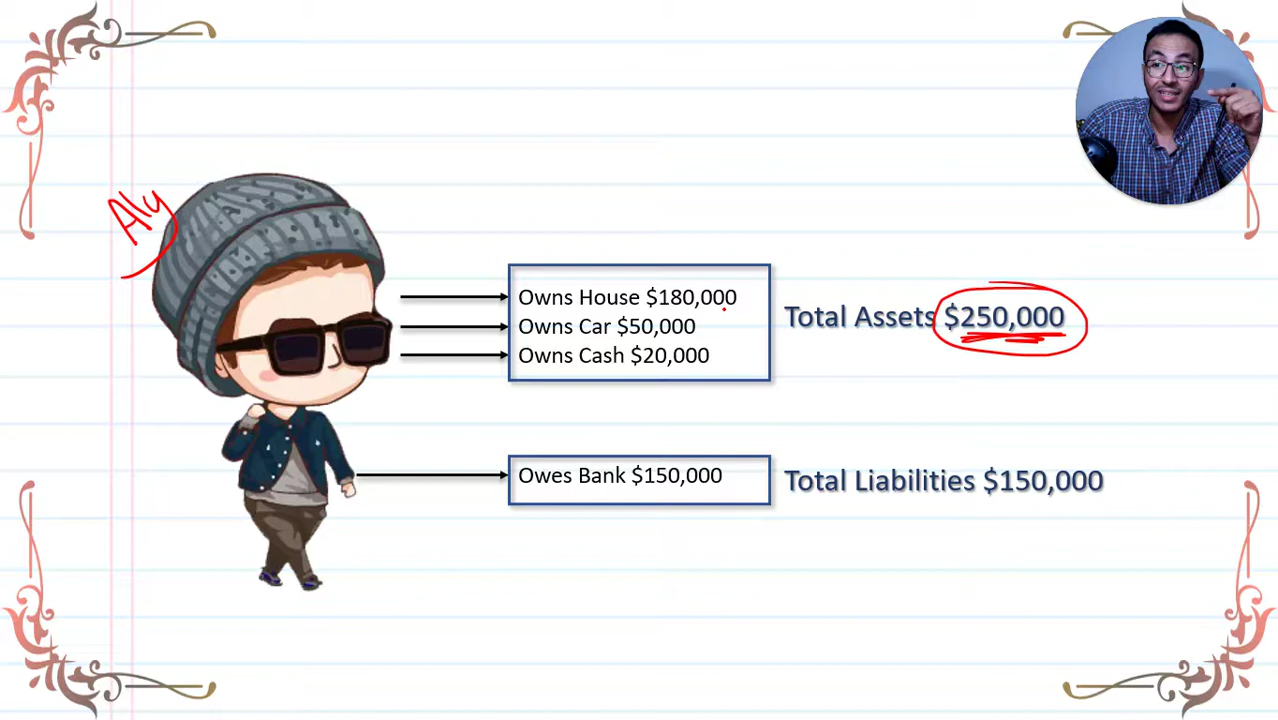 Aly
Owns House $180,000
Owns Car $50,000
Owns Cash $20,000
Total Assets $250,000
Owes Bank $150,000
Total Liabilities $150,000